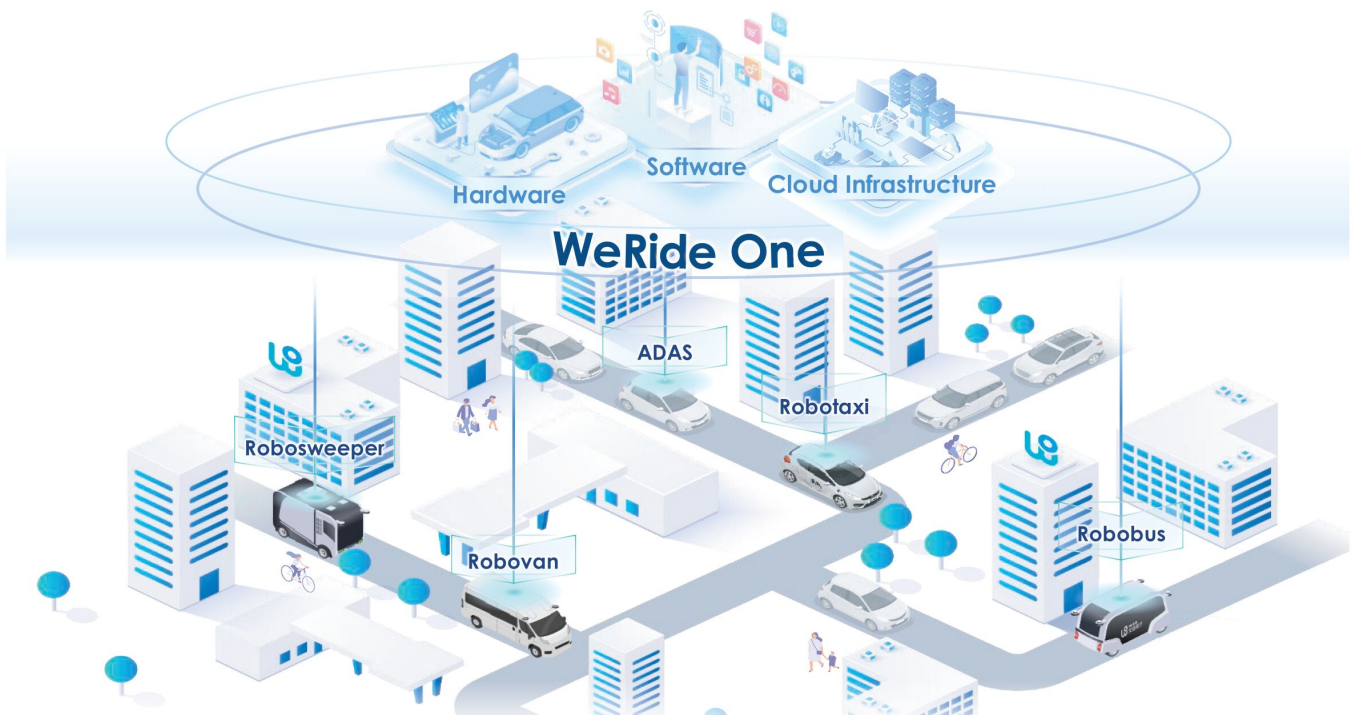 Software
Hardware
Cloud Infrastructure
WeRide One
ADAS
Robotaxi
Robosweeper
Robobus
Robovan